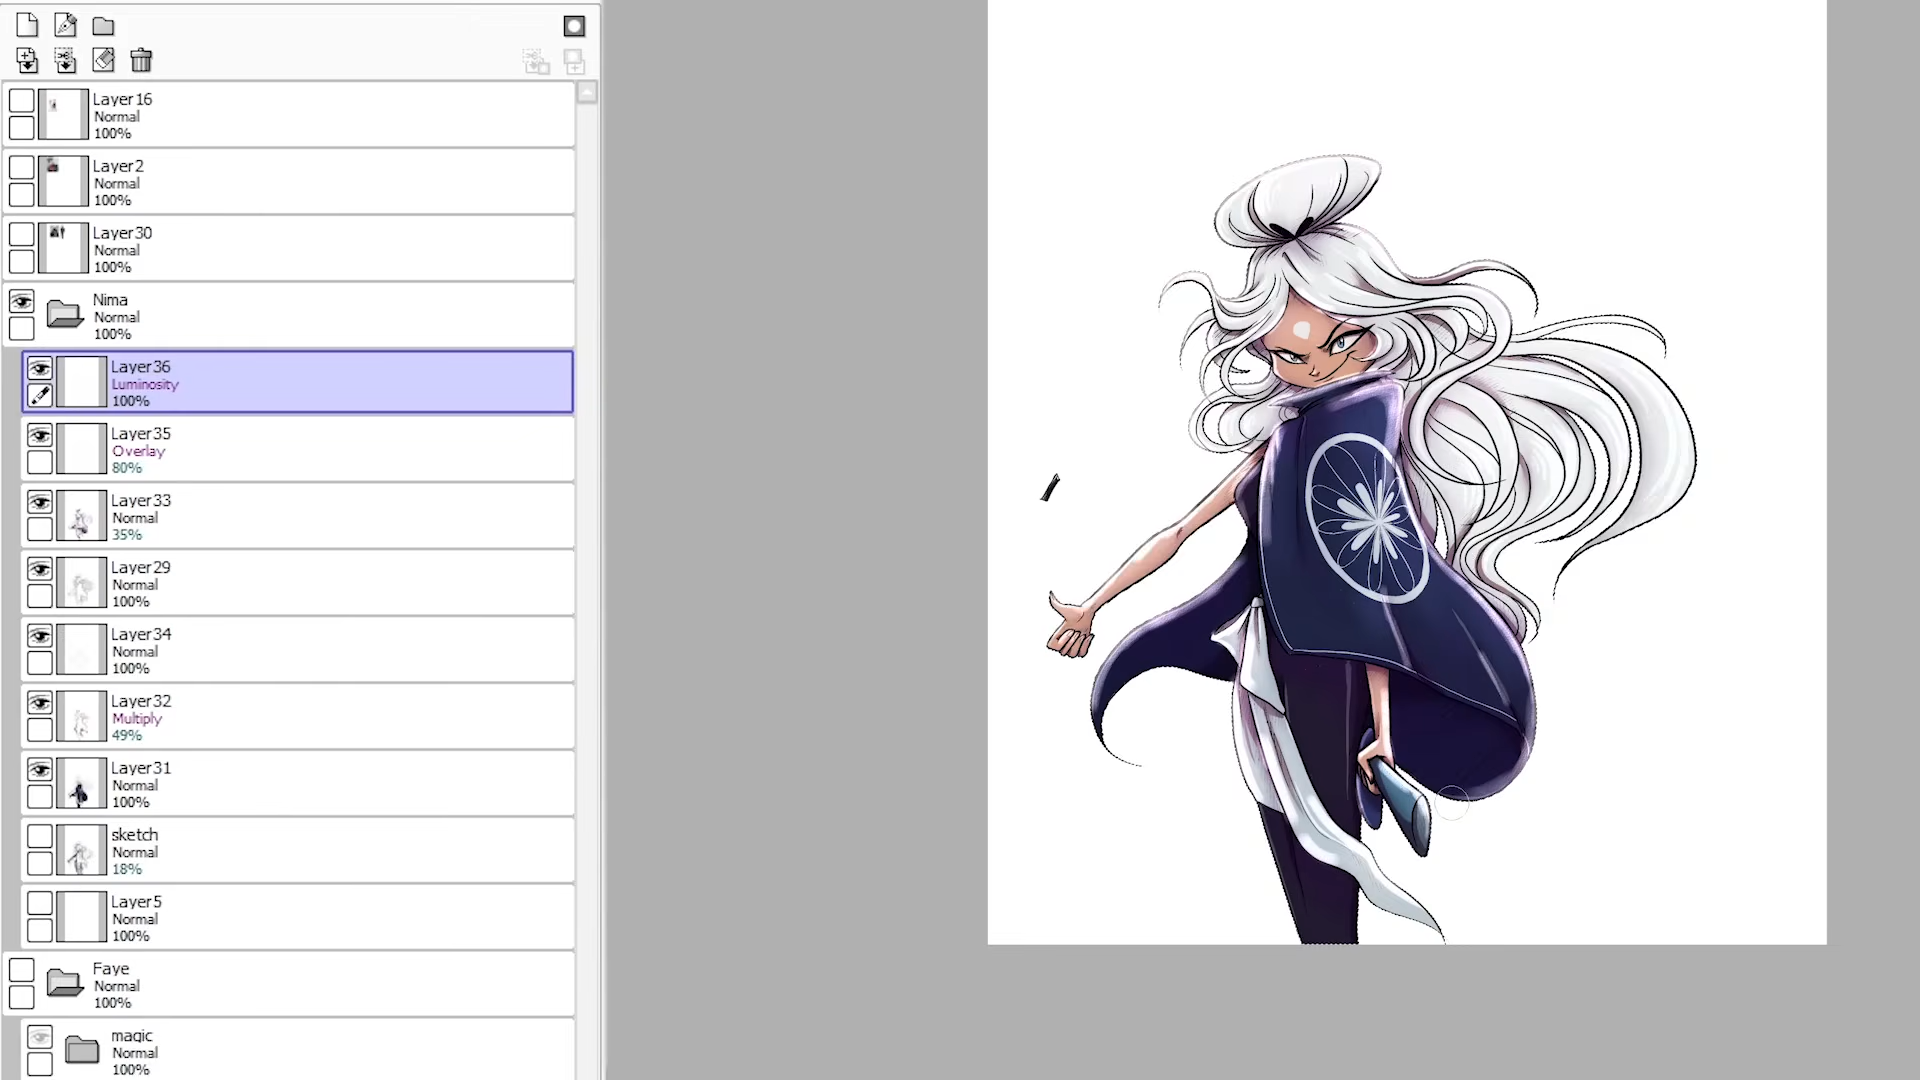 Layer16
Normal
100%
Layer2
Normal
100%
Layer30
Normal
100%
Nima
Normal
100%
Layer36
Luminosity
100%
Layer35
Overlay
80%
Layer33
Normal
35%
Layer29
Normal
100%
Layer34
Normal
100%
Layer32
Multiply
49%
Layer31
Normal
100%
sketch
Normal
18%
Layer5
Normal
100%
Faye
Normal
100%
magic
Normal
100%